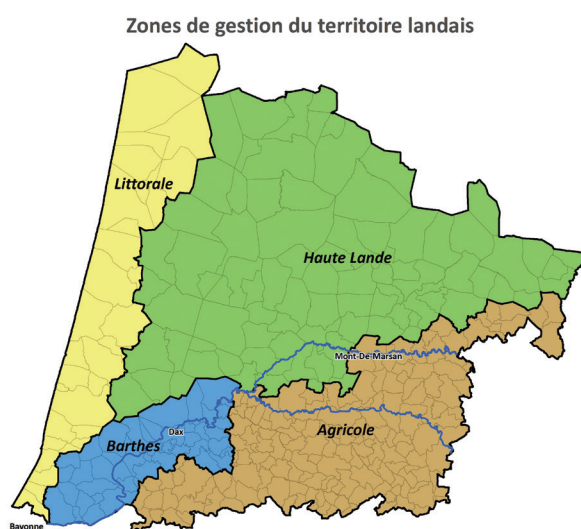 Zones de gestion du territoire landais
Littorale
Haute Lande
Mont-De-Marsan
Dax
Barthes
Agricole
Bayonne